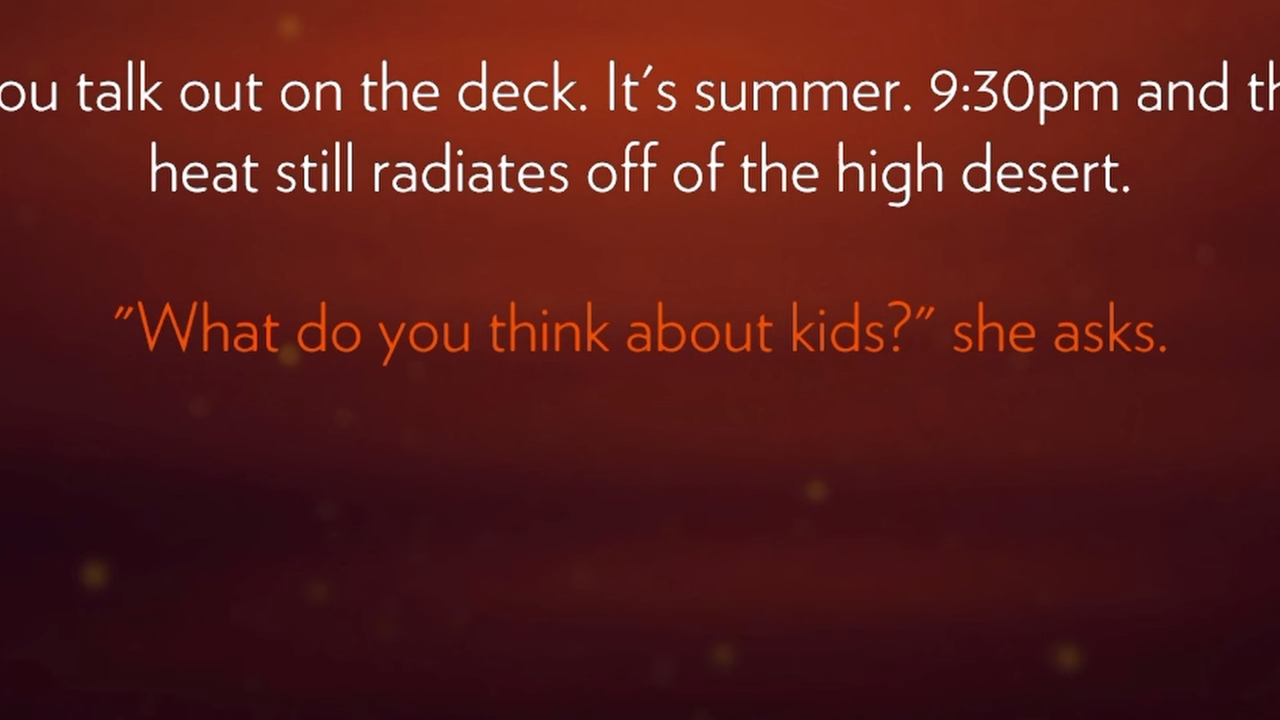 ou talk out on the deck. It's summer. 9:30pm and th
heat still radiates off of the high desert.
"What do you think about kids?" she asks.